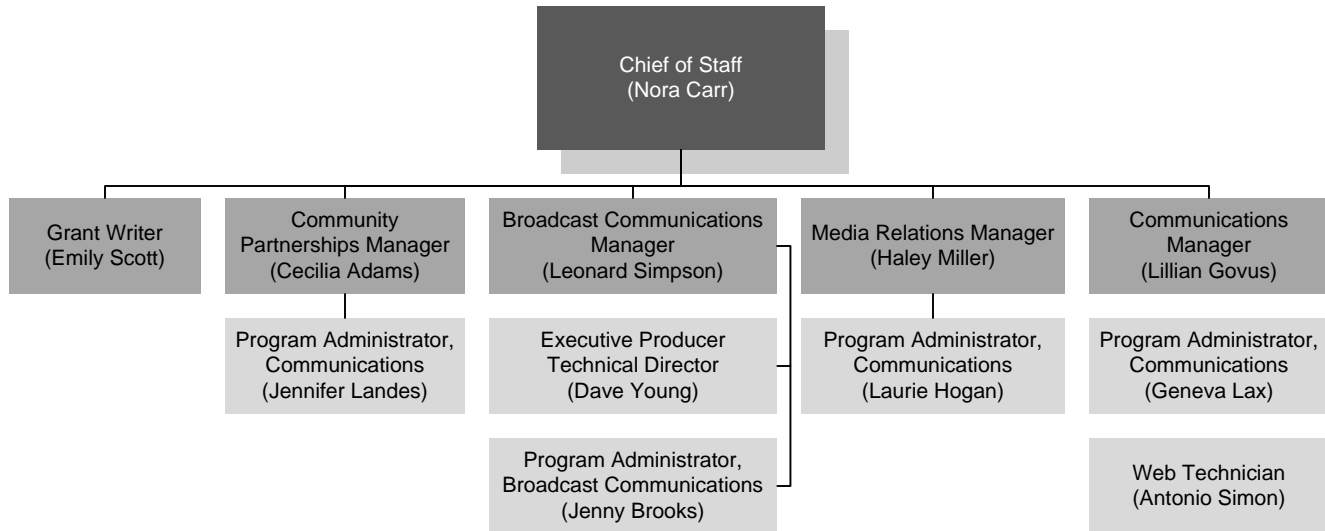 Chief of Staff
(Nora Carr)
Grant Writer
(Emily Scott)
Community
Partnerships Manager
(Cecilia Adams)
Broadcast Communications
Manager
(Leonard Simpson)
Media Relations Manager
(Haley Miller)
Communications
Manager
(Lillian Govus)
Program Administrator,
Communications
(Jennifer Landes)
Executive Producer
Technical Director
(Dave Young)
Program Administrator,
Communications
(Laurie Hogan)
Program Administrator,
Communications
(Geneva Lax)
Program Administrator,
Broadcast Communications
(Jenny Brooks)
Web Technician
(Antonio Simon)